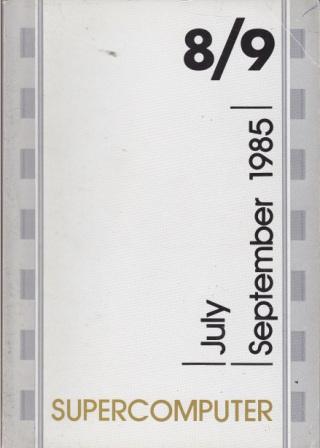 8/9
July
September 1985
SUPERCOMPUTER